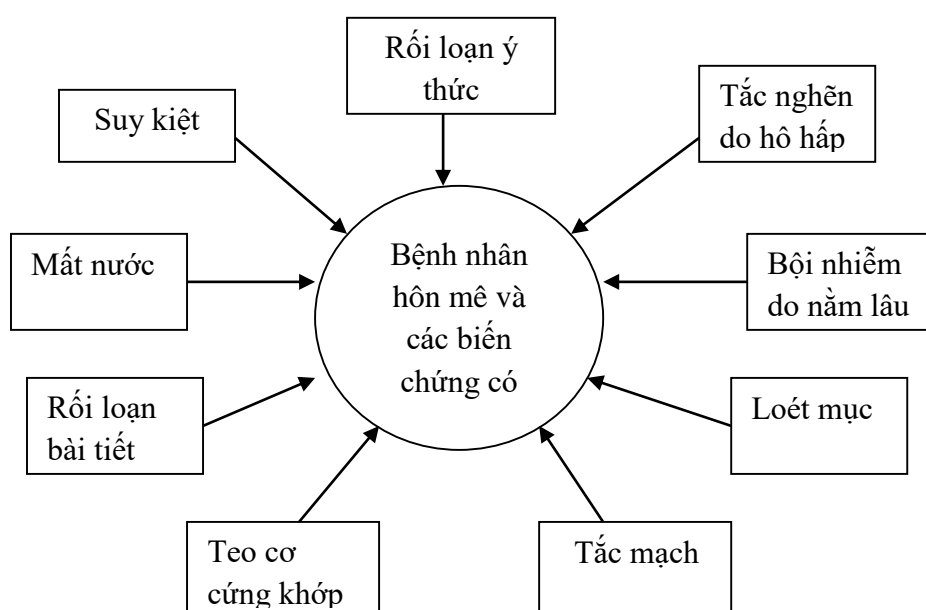 Rối loạn ý
thức
Tắc nghẽn
do hô hấp
Suy kiệt
Mất nước
Bệnh nhân
hôn mê và
các biến
chứng có
Bội nhiễm
do nằm lâu
Rối loạn
bài tiết
Loét mục
Teo cơ
cứng khớp
Tắc mạch